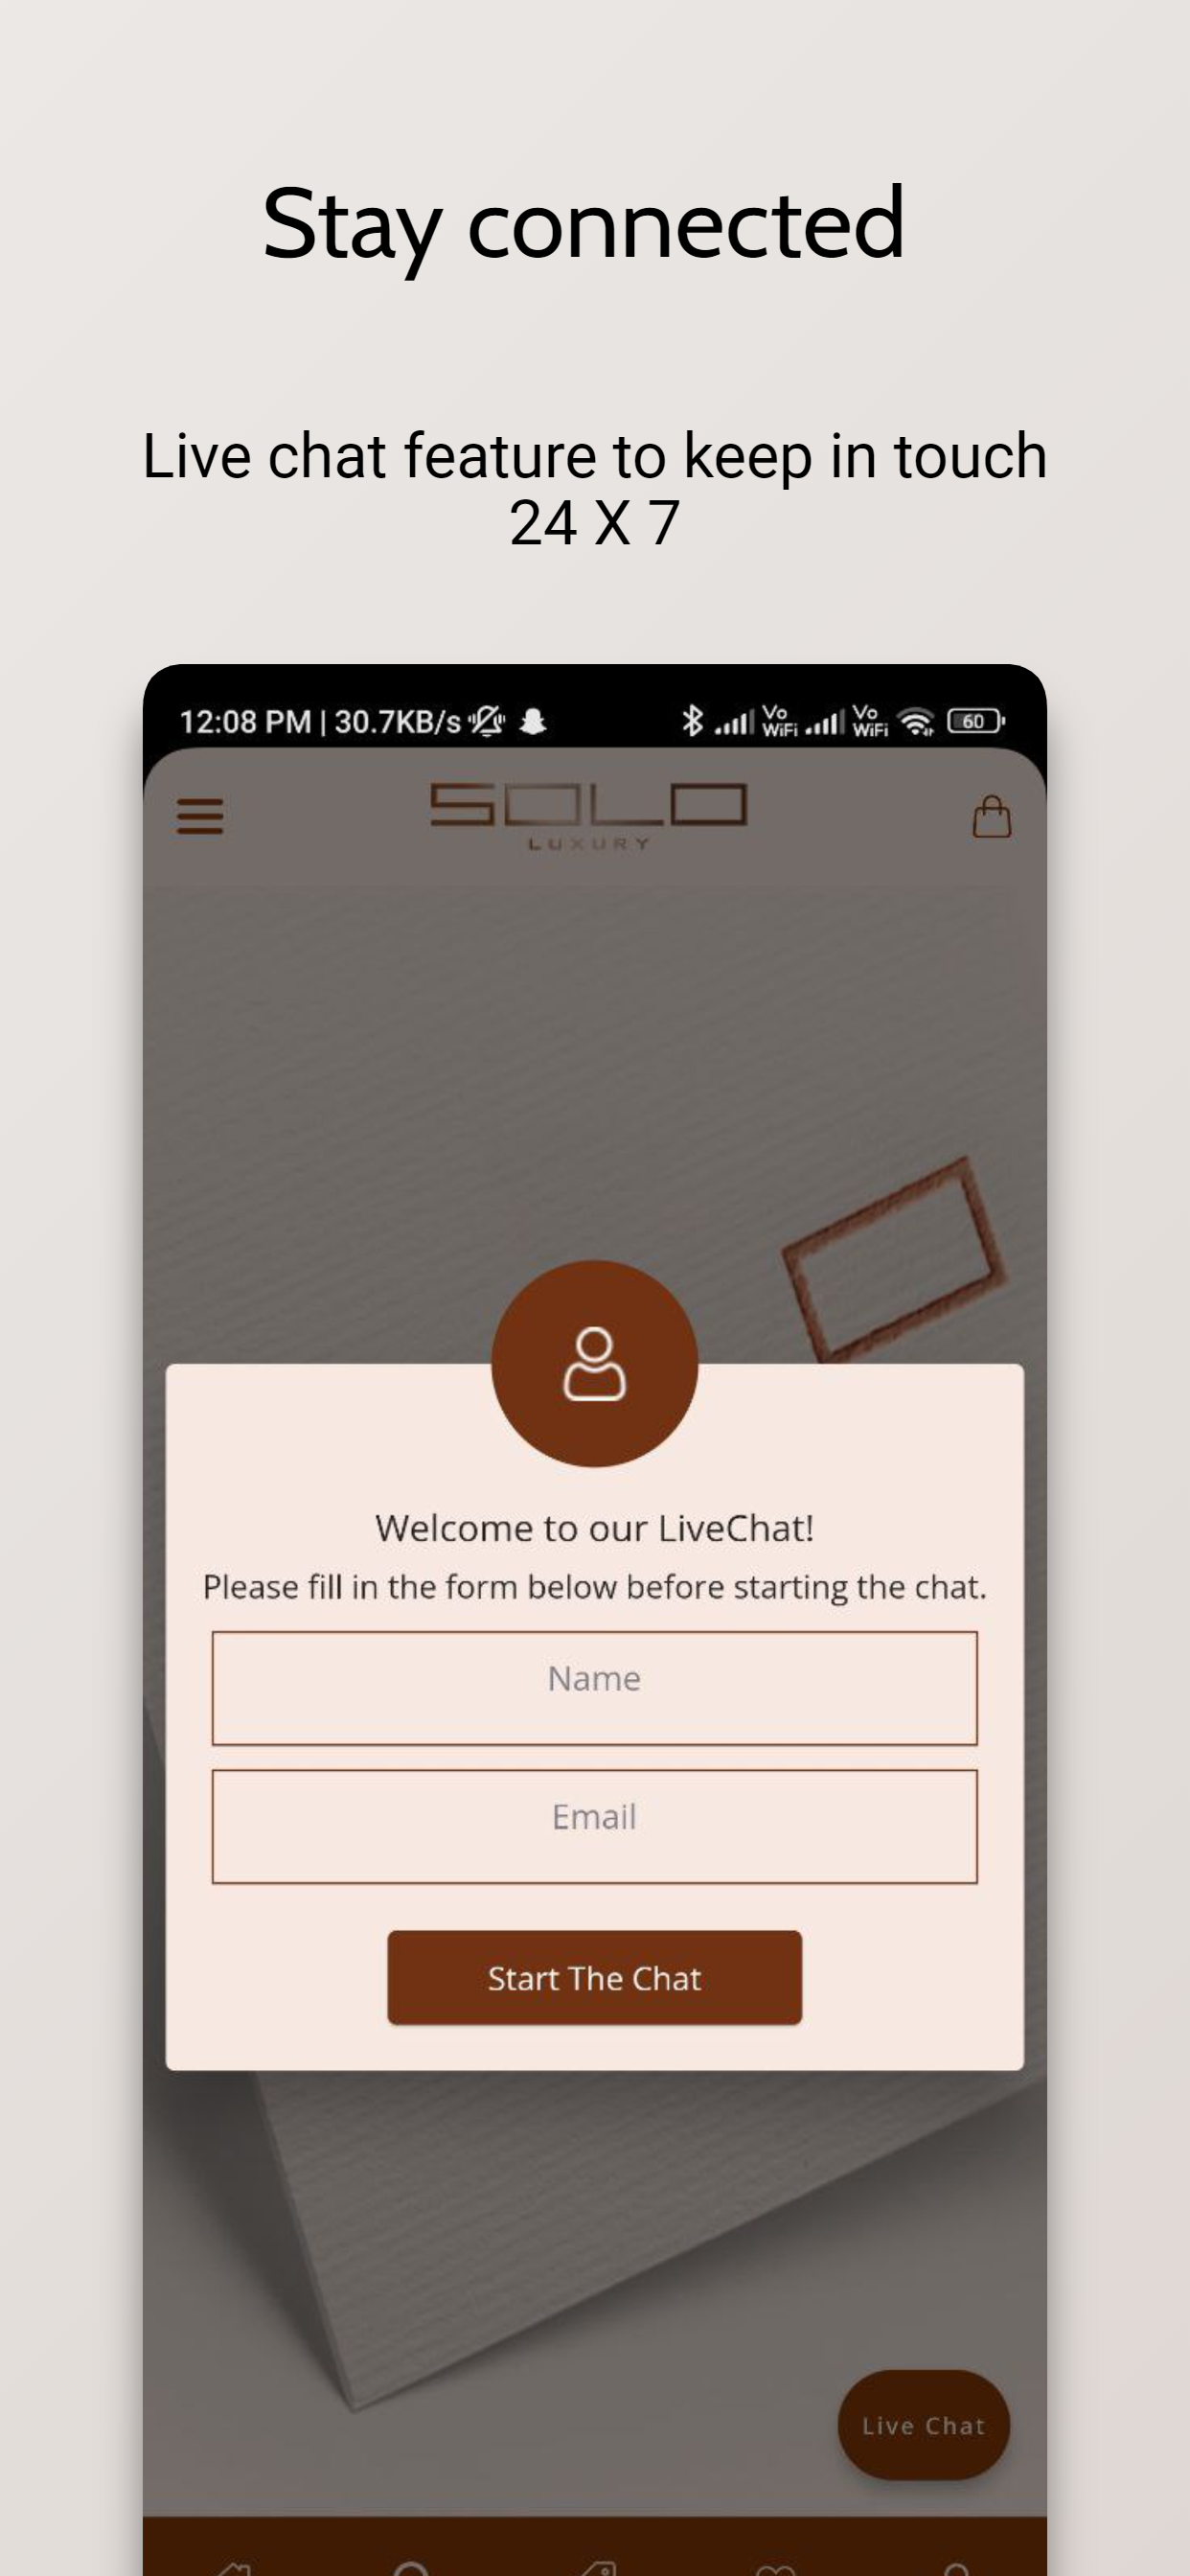 Stay connected
Live chat feature to keep in touch
24 X 7
12:08 PM | 30.7KB/s Vo WiFi Vo WiFi 60
SOLO
LUXURY
Welcome to our LiveChat!
Please fill in the form below before starting the chat.
Name
Email
Start The Chat
Live Chat